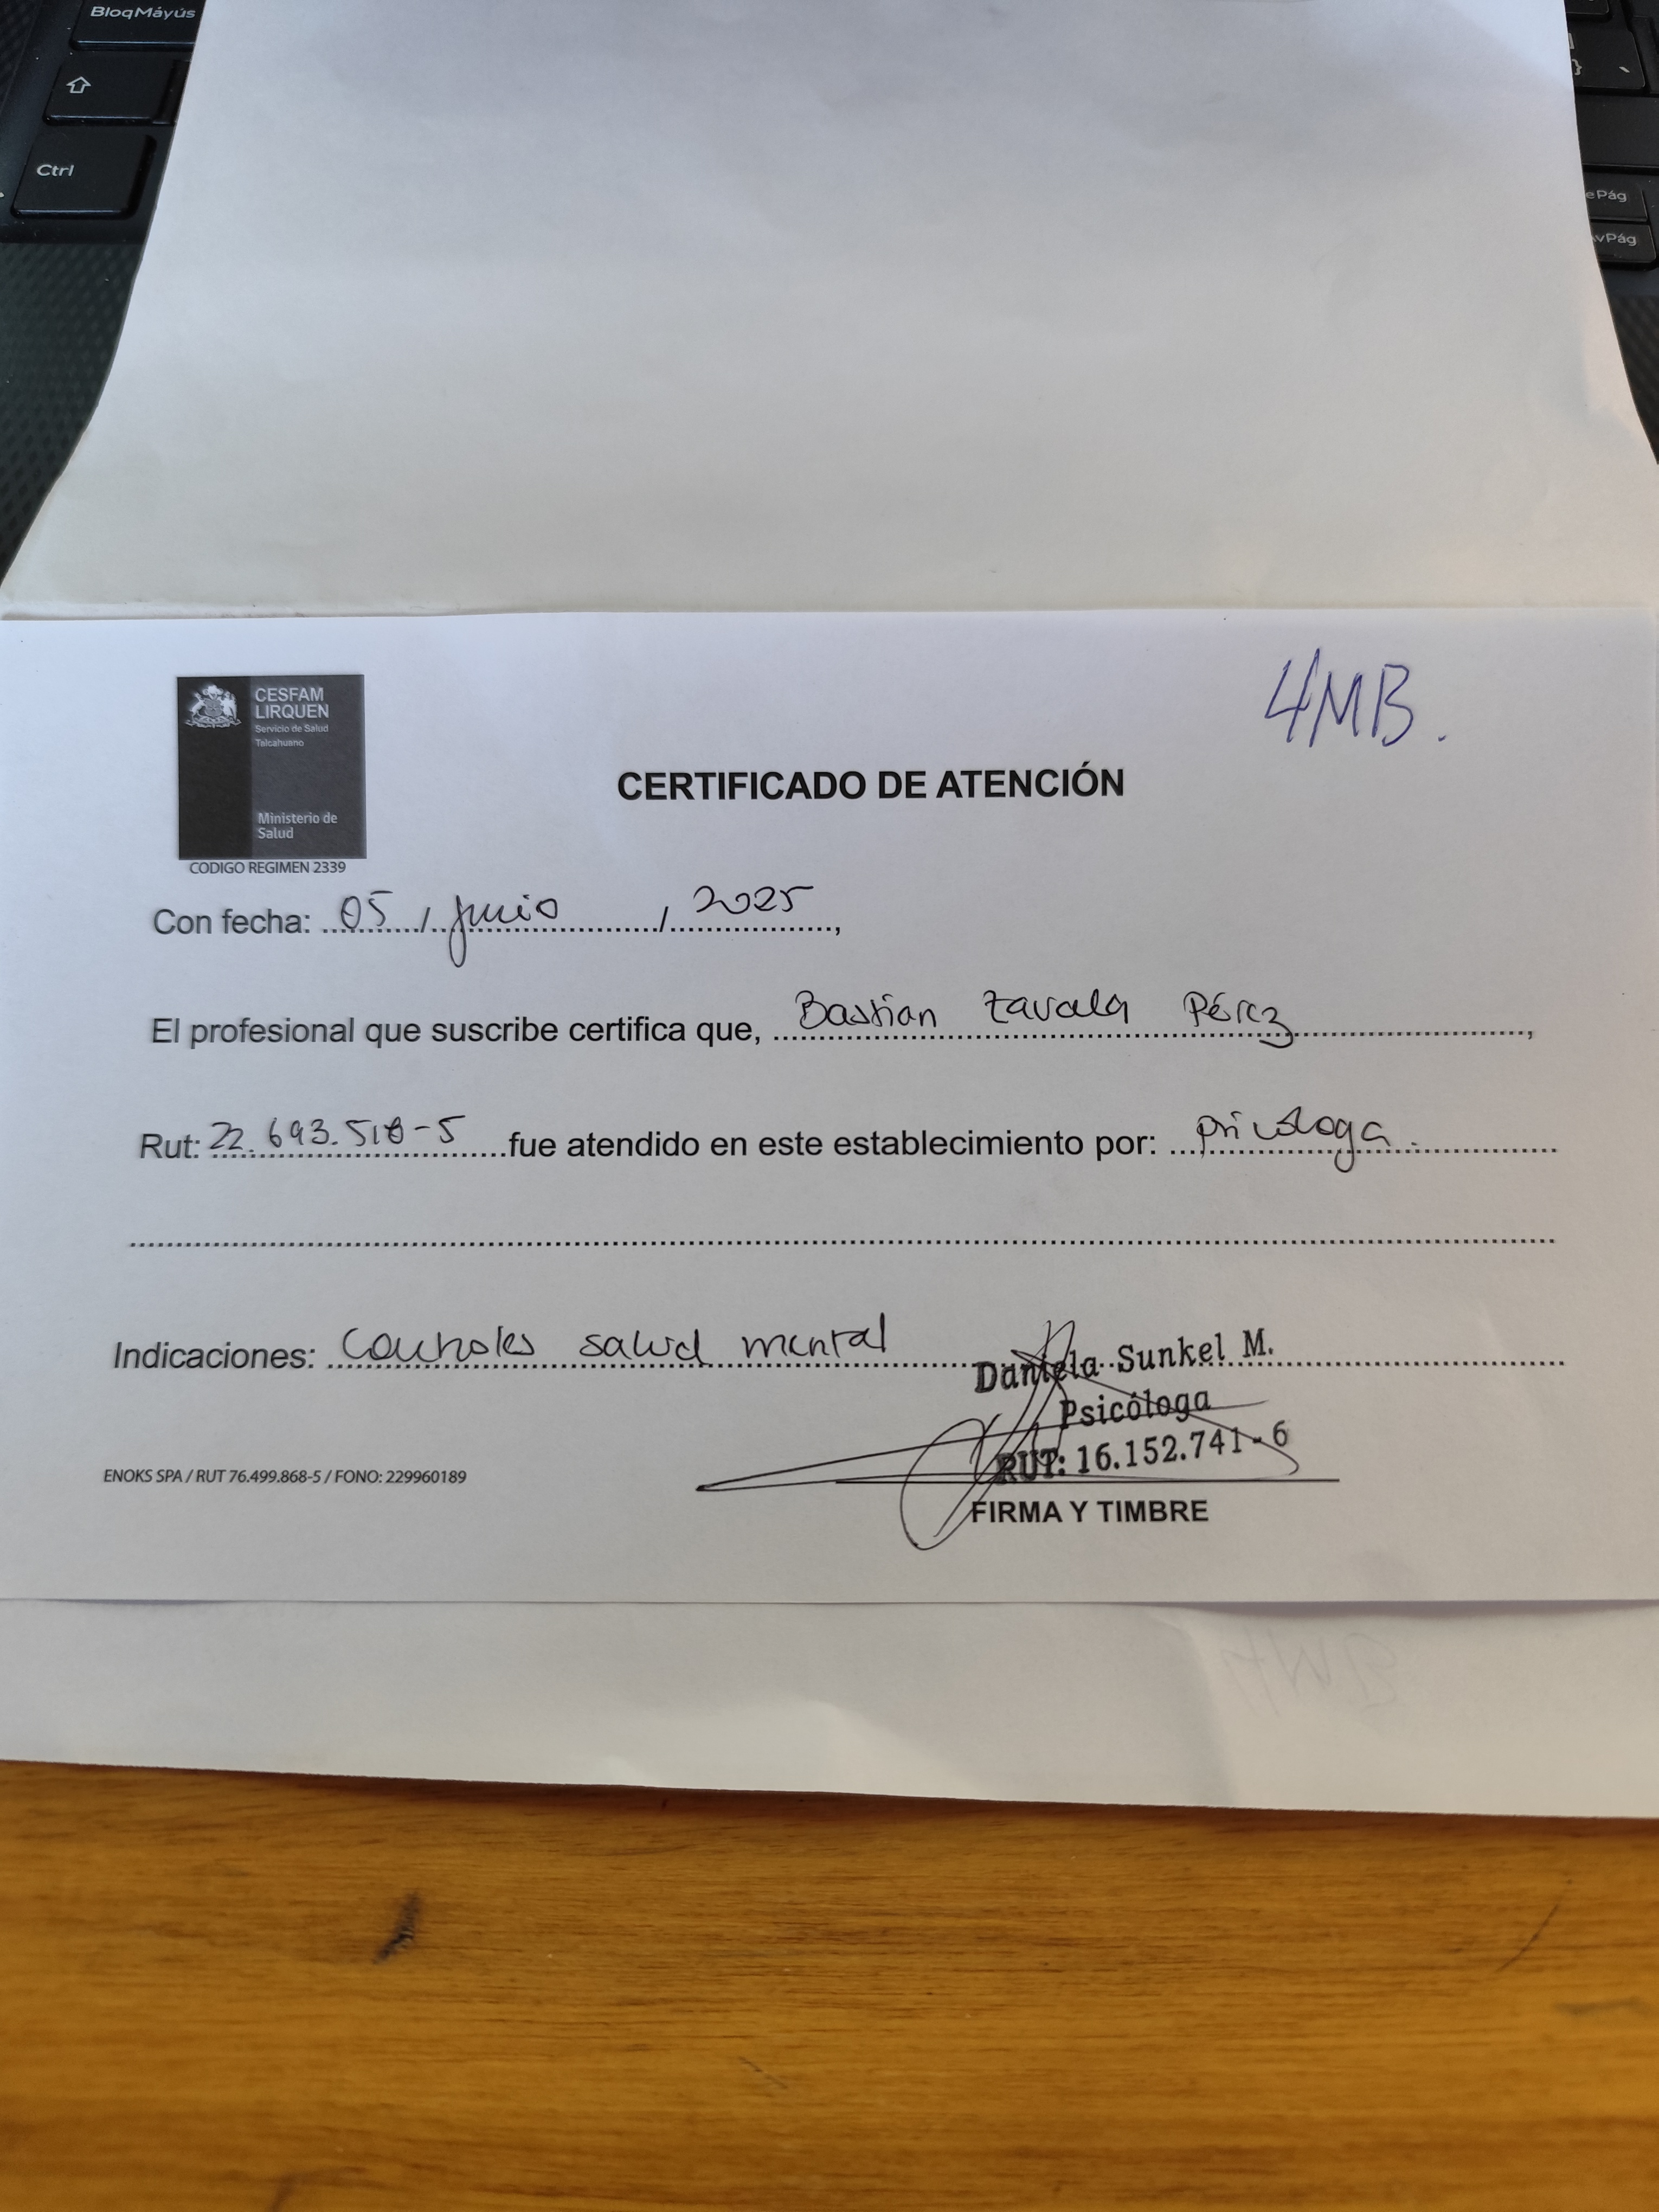 BloqMáyús
Ctrl
ePág
vPág
CESFAM
LIRQUEN
Servicio de Salud
Talcahuano
Ministerio de
Salud
CODIGO REGIMEN 2339
4MB.
CERTIFICADO DE ATENCIÓN
Con fecha: 05 / junio / 2025,
El profesional que suscribe certifica que, Bastian Zavala Pérez,
Rut: 22.693.518-5 fue atendido en este establecimiento por: psicóloga.
Indicaciones: Controles salud mental
Daniela Sunkel M.
Psicóloga
RUT: 16.152.741-6
ENOKS SPA / RUT 76.499.868-5 / FONO: 229960189
FIRMA Y TIMBRE